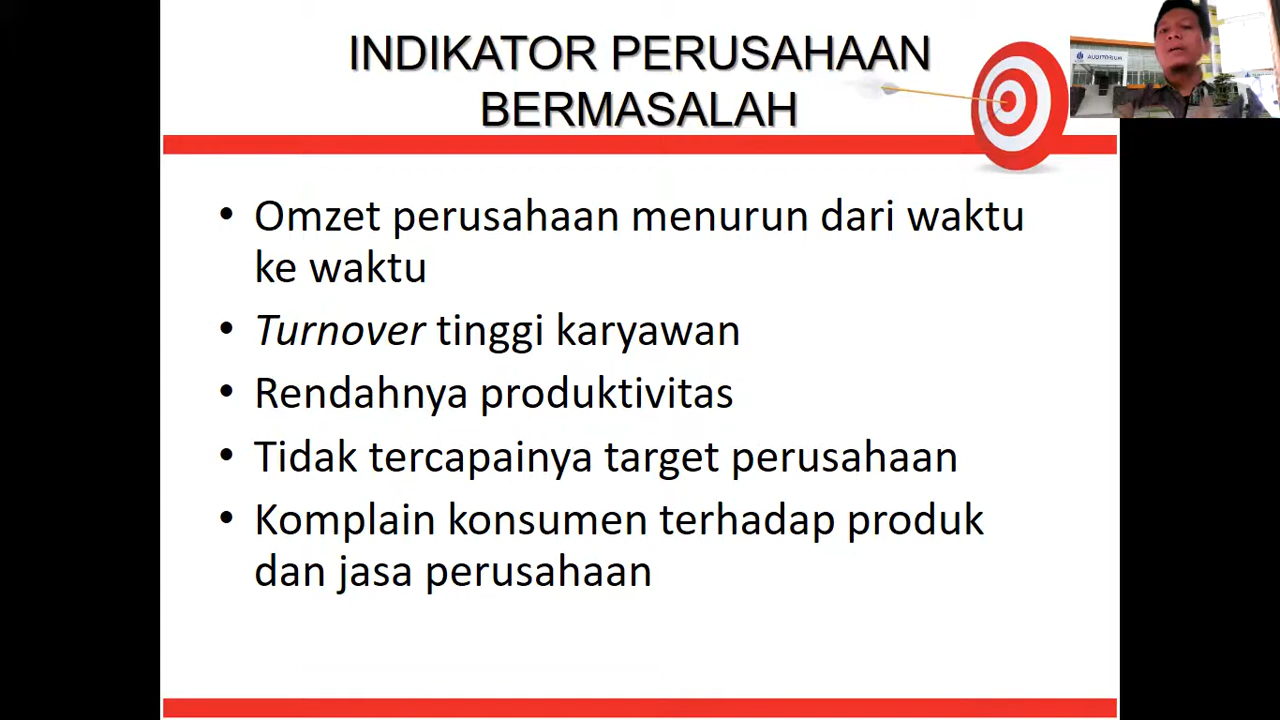 INDIKATOR PERUSAHAAN
BERMASALAH
AUDITORIUM
• Omzet perusahaan menurun dari waktu
ke waktu
• Turnover tinggi karyawan
• Rendahnya produktivitas
• Tidak tercapainya target perusahaan
• Komplain konsumen terhadap produk
dan jasa perusahaan